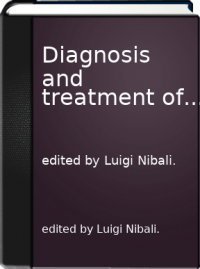 Diagnosis
and
treatment of...
edited by Luigi Nibali.
edited by Luigi Nibali.